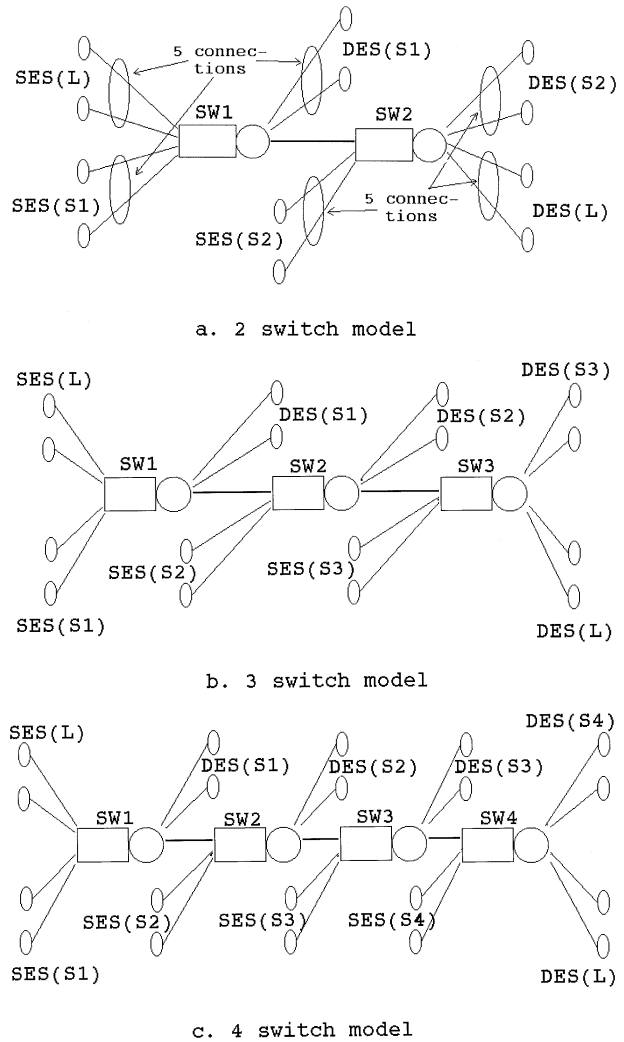 5 connec-
tions
DES(S1)
SES(L)
DES(S2)
SW1
SW2
SES(S1)
5 connec-
tions
DES(L)
SES(S2)
a. 2 switch model
SES(L)
DES(S3)
DES(S1)
DES(S2)
SW1
SW2
SW3
SES(S2)
SES(S3)
SES(S1)
DES(L)
b. 3 switch model
SES(L)
DES(S4)
DES(S1)
DES(S2)
DES(S3)
SW1
SW2
SW3
SW4
SES(S2)
SES(S3)
SES(S4)
SES(S1)
DES(L)
c. 4 switch model